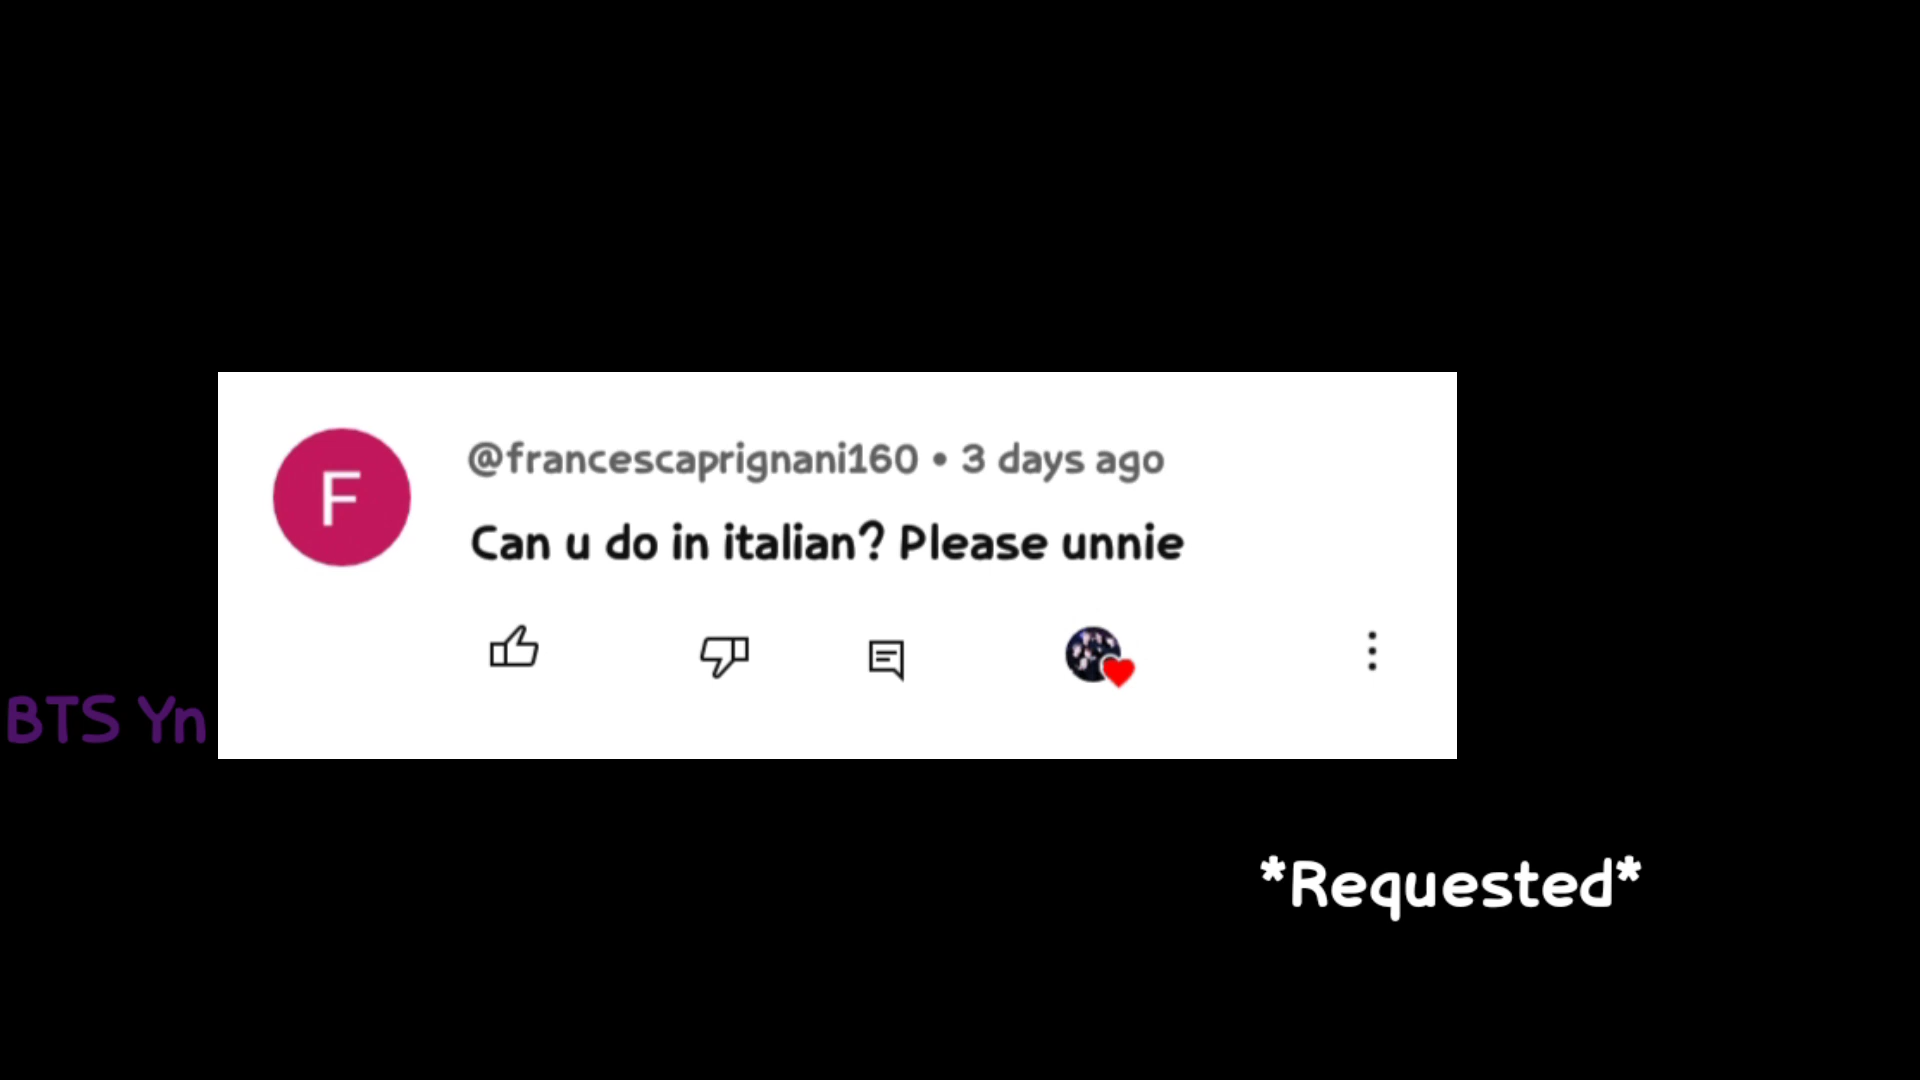 F
@francescaprignani160 • 3 days ago
Can u do in italian? Please unnie
BTS Yn
*Requested*